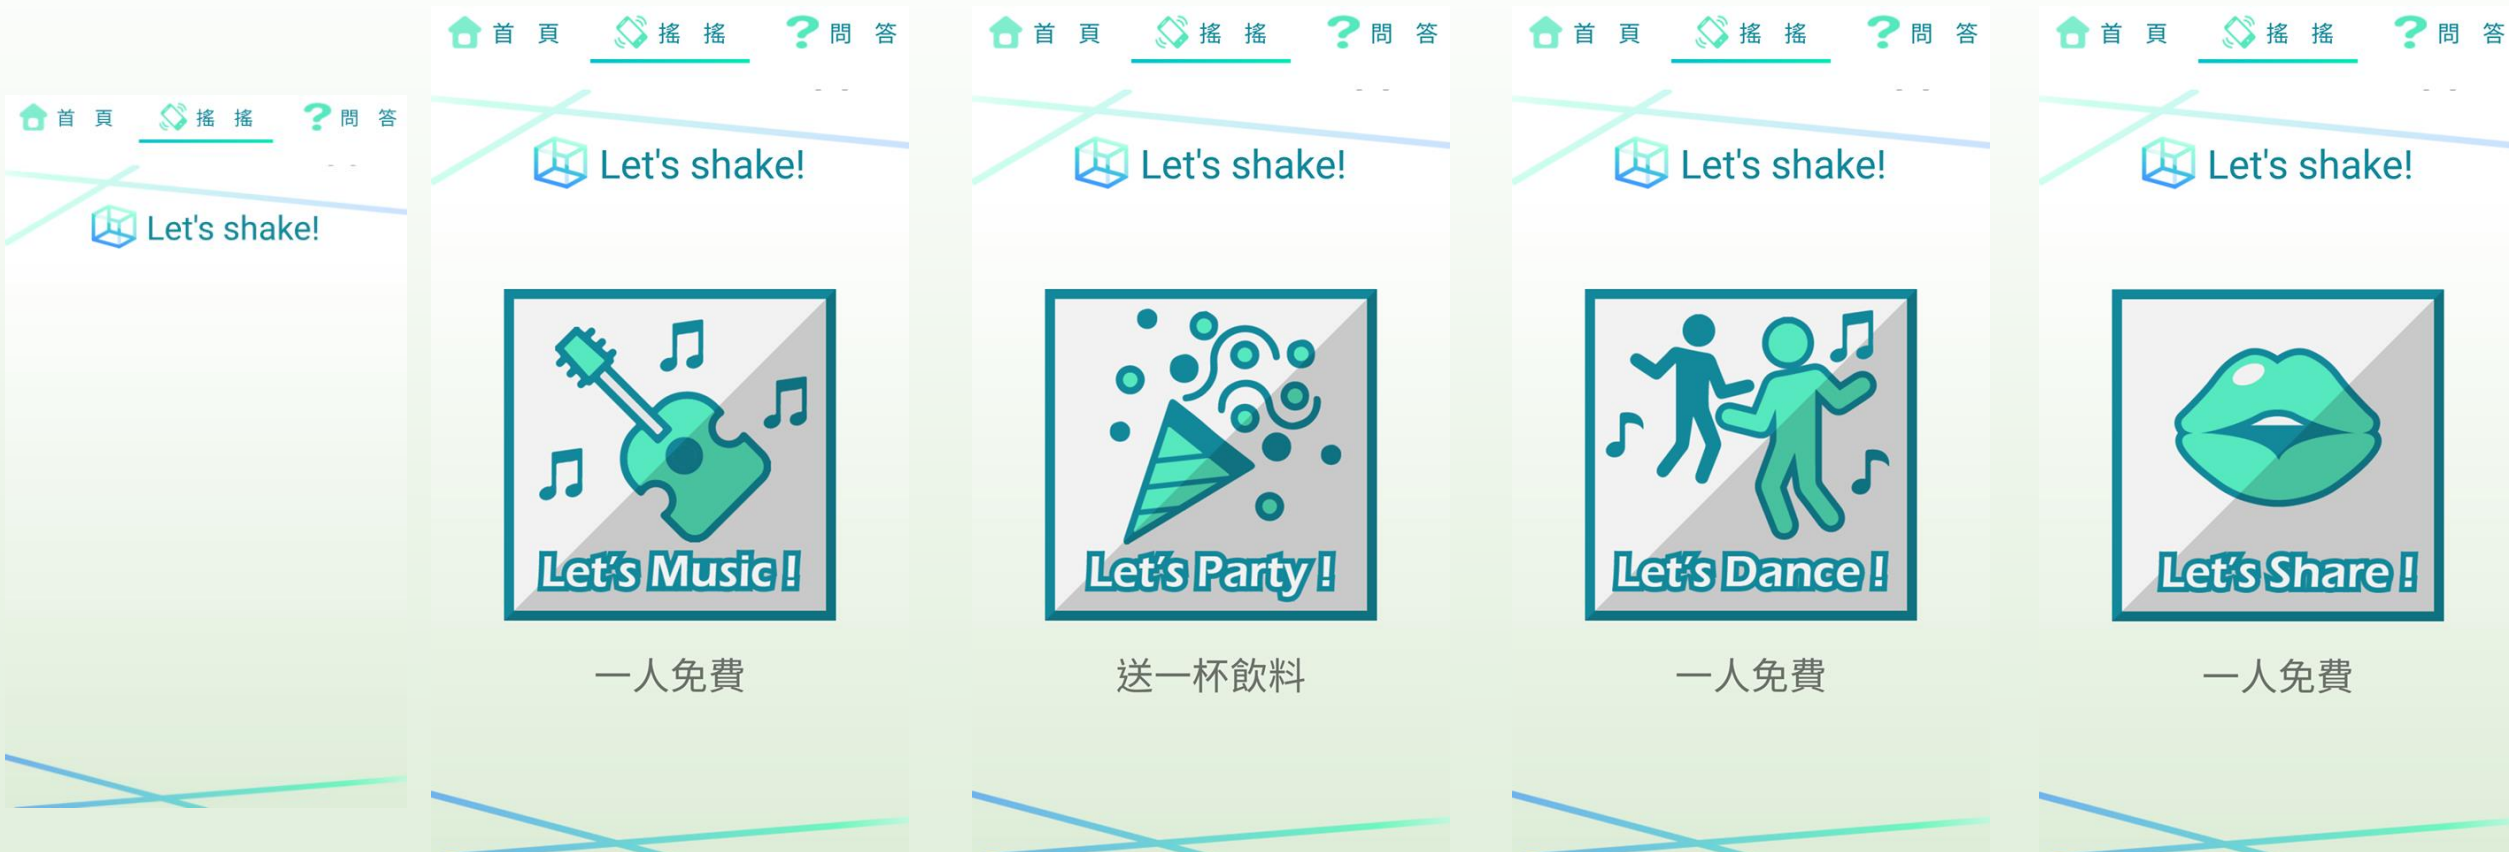 首頁 搖搖 問答
Let's shake!
首頁 搖搖 問答
Let's shake!
Let's Music !
一人免費
首頁 搖搖 問答
Let's shake!
Let's Party !
送一杯飲料
首頁 搖搖 問答
Let's shake!
Let's Dance !
一人免費
首頁 搖搖 問答
Let's shake!
Let's Share !
一人免費